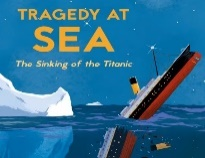 TRAGEDY AT
SEA
The Sinking of the Titanic